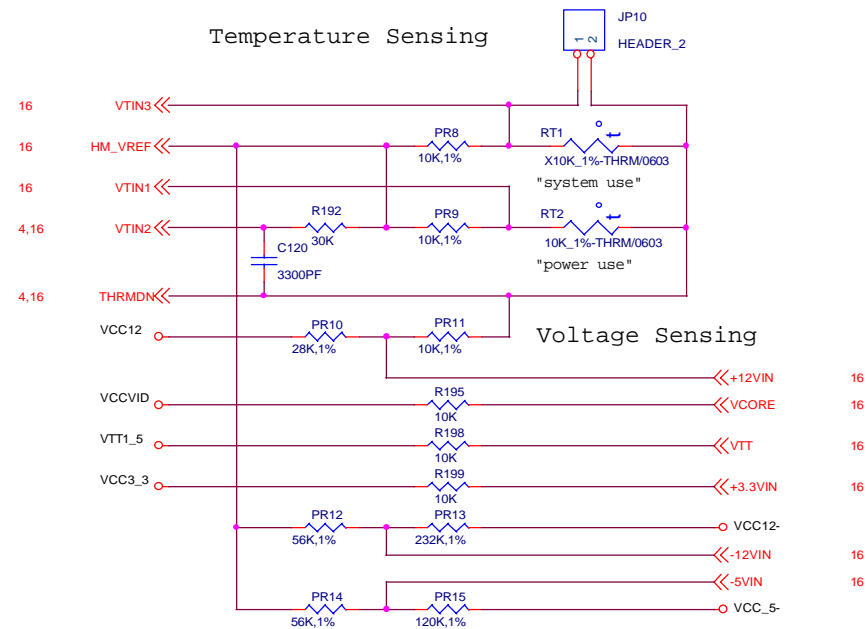 JP10
Temperature Sensing
1 2
HEADER_2
16 VTIN3
16 HM_VREF PR8 RT1 t
10K,1% X10K_1%-THRM/0603
16 VTIN1 "system use"
4,16 VTIN2 R192 PR9 RT2 t
30K 10K,1% 10K_1%-THRM/0603
C120
3300PF "power use"
4,16 THRMDN
VCC12 PR10 PR11 Voltage Sensing
28K,1% 10K,1%
+12VIN 16
VCCVID R195 VCORE 16
10K
VTT1_5 R198 VTT 16
10K
VCC3_3 R199 +3.3VIN 16
10K
PR12 PR13 VCC12-
56K,1% 232K,1%
-12VIN 16
-5VIN 16
PR14 PR15 VCC_5-
56K,1% 120K,1%